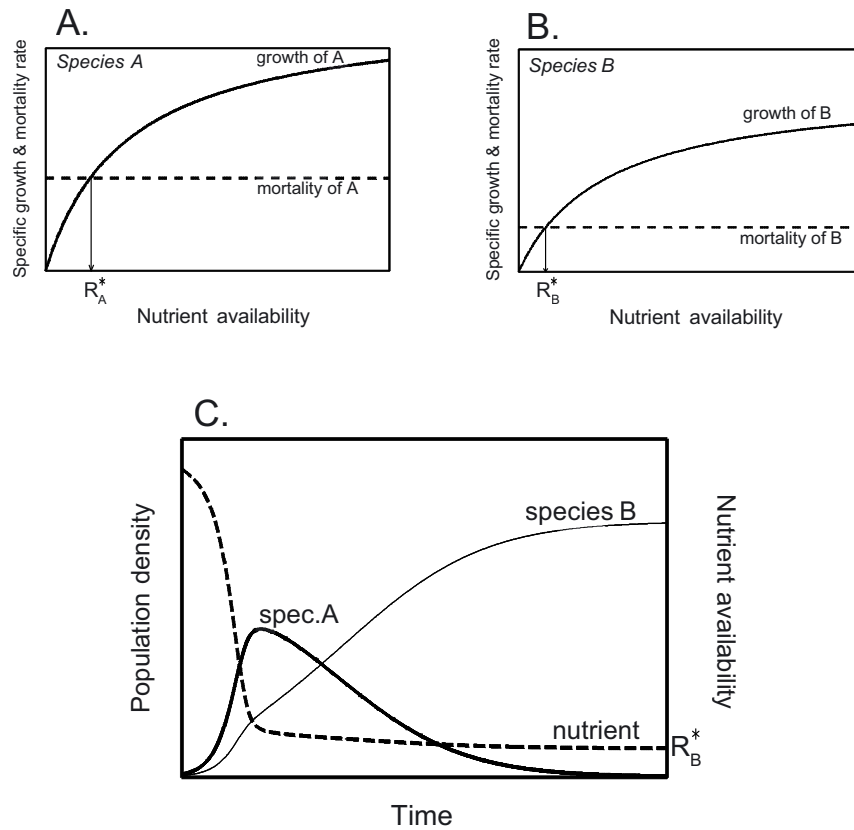 A.
Species A
growth of A
mortality of A
Specific growth & mortality rate
R*A
Nutrient availability
B.
Species B
growth of B
mortality of B
Specific growth & mortality rate
R*B
Nutrient availability
C.
species B
spec.A
nutrient
R*B
Population density
Nutrient availability
Time